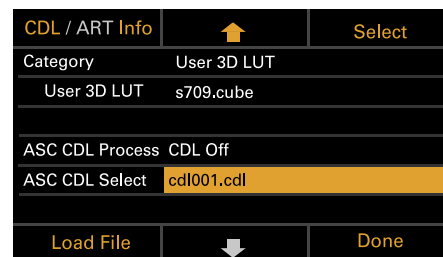 CDL / ART Info
Select
Category User 3D LUT
User 3D LUT s709.cube
ASC CDL Process CDL Off
ASC CDL Select cdl001.cdl
Load File
Done